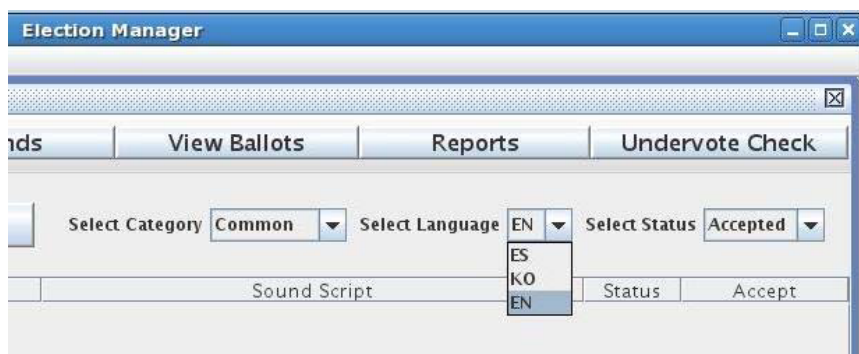 Election Manager
nds View Ballots Reports Undervote Check
Select Category Common Select Language EN Select Status Accepted
ES
KO
EN
Sound Script Status Accept